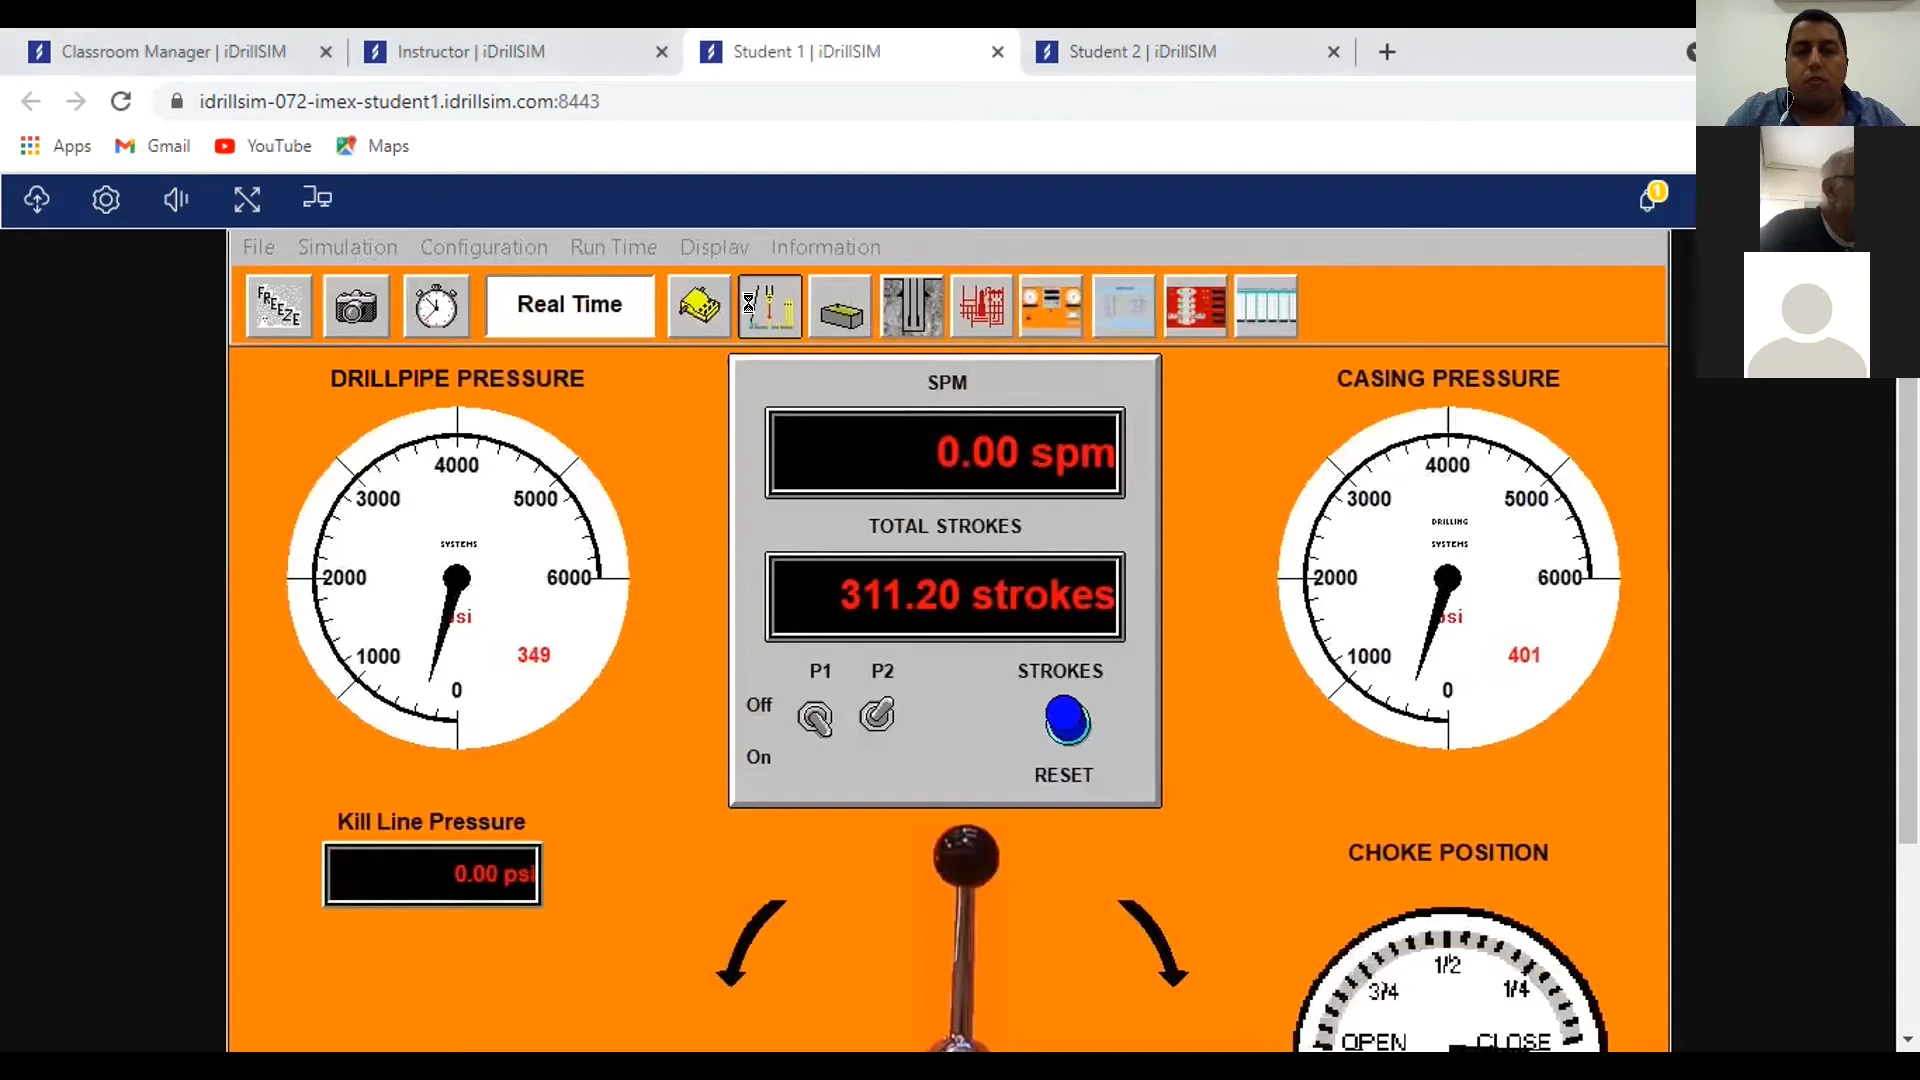 Classroom Manager | iDrillSIM
Instructor | iDrillSIM
Student 1 | iDrillSIM
Student 2 | iDrillSIM
idrillsim-072-imex-student1.idrillsim.com:8443
Apps
Gmail
YouTube
Maps
1
File Simulation Configuration Run Time Display Information
FREEZE
Real Time
DRILLPIPE PRESSURE
4000
3000
5000
SYSTEMS
2000
6000
1000
349
0
SPM
0.00 spm
TOTAL STROKES
311.20 strokes
P1 P2 STROKES
Off
On
RESET
CASING PRESSURE
4000
3000
5000
DRILLING
SYSTEMS
2000
6000
1000
401
0
Kill Line Pressure
0.00 psi
CHOKE POSITION
1/2
3/4
1/4
OPEN
CLOSE